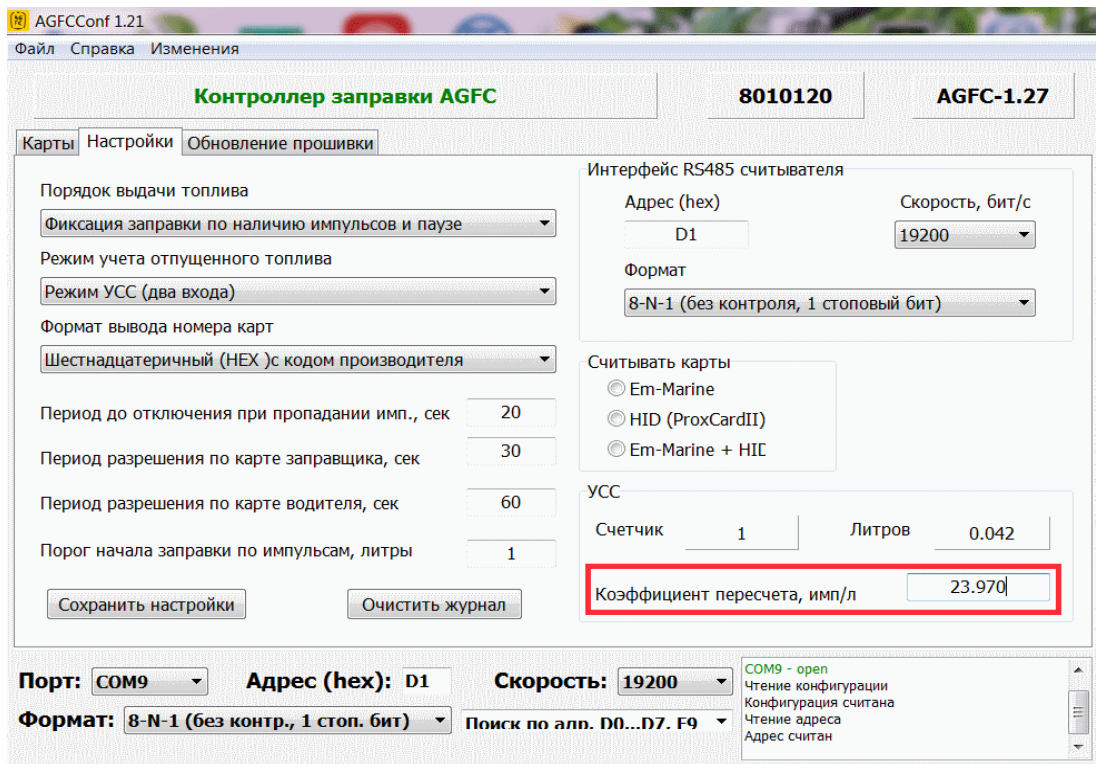 AGFCConf 1.21
Файл Справка Изменения
Контроллер заправки AGFC
8010120
AGFC-1.27
Карты Настройки Обновление прошивки
Порядок выдачи топлива
Фиксация заправки по наличию импульсов и паузе
Режим учета отпущенного топлива
Режим УСС (два входа)
Формат вывода номера карт
Шестнадцатеричный (HEX )с кодом производителя
Период до отключения при пропадании имп., сек 20
Период разрешения по карте заправщика, сек 30
Период разрешения по карте водителя, сек 60
Порог начала заправки по импульсам, литры 1
Сохранить настройки Очистить журнал
Интерфейс RS485 считывателя
Адрес (hex) Скорость, бит/с
D1 19200
Формат
8-N-1 (без контроля, 1 стоповый бит)
Считывать карты
Em-Marine
HID (ProxCardII)
Em-Marine + HID
УСС
Счетчик 1 Литров 0.042
Коэффициент пересчета, имп/л 23.970
Порт: COM9 Адрес (hex): D1 Скорость: 19200
Формат: 8-N-1 (без контр., 1 стоп. бит) Поиск по адр. D0...D7, F9
COM9 - open
Чтение конфигурации
Конфигурация считана
Чтение адреса
Адрес считан